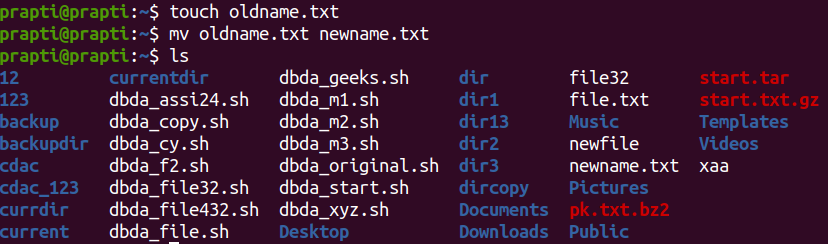 prapti@prapti:~$ touch oldname.txt
prapti@prapti:~$ mv oldname.txt newname.txt
prapti@prapti:~$ ls
12 currentdir dbda_geeks.sh dir file32 start.tar
123 dbda_assi24.sh dbda_m1.sh dir1 file.txt start.txt.gz
backup dbda_copy.sh dbda_m2.sh dir13 Music Templates
backupdir dbda_cy.sh dbda_m3.sh dir2 newfile Videos
cdac dbda_f2.sh dbda_original.sh dir3 newname.txt xaa
cdac_123 dbda_file32.sh dbda_start.sh dircopy Pictures
currdir dbda_file432.sh dbda_xyz.sh Documents pk.txt.bz2
current dbda_file.sh Desktop Downloads Public